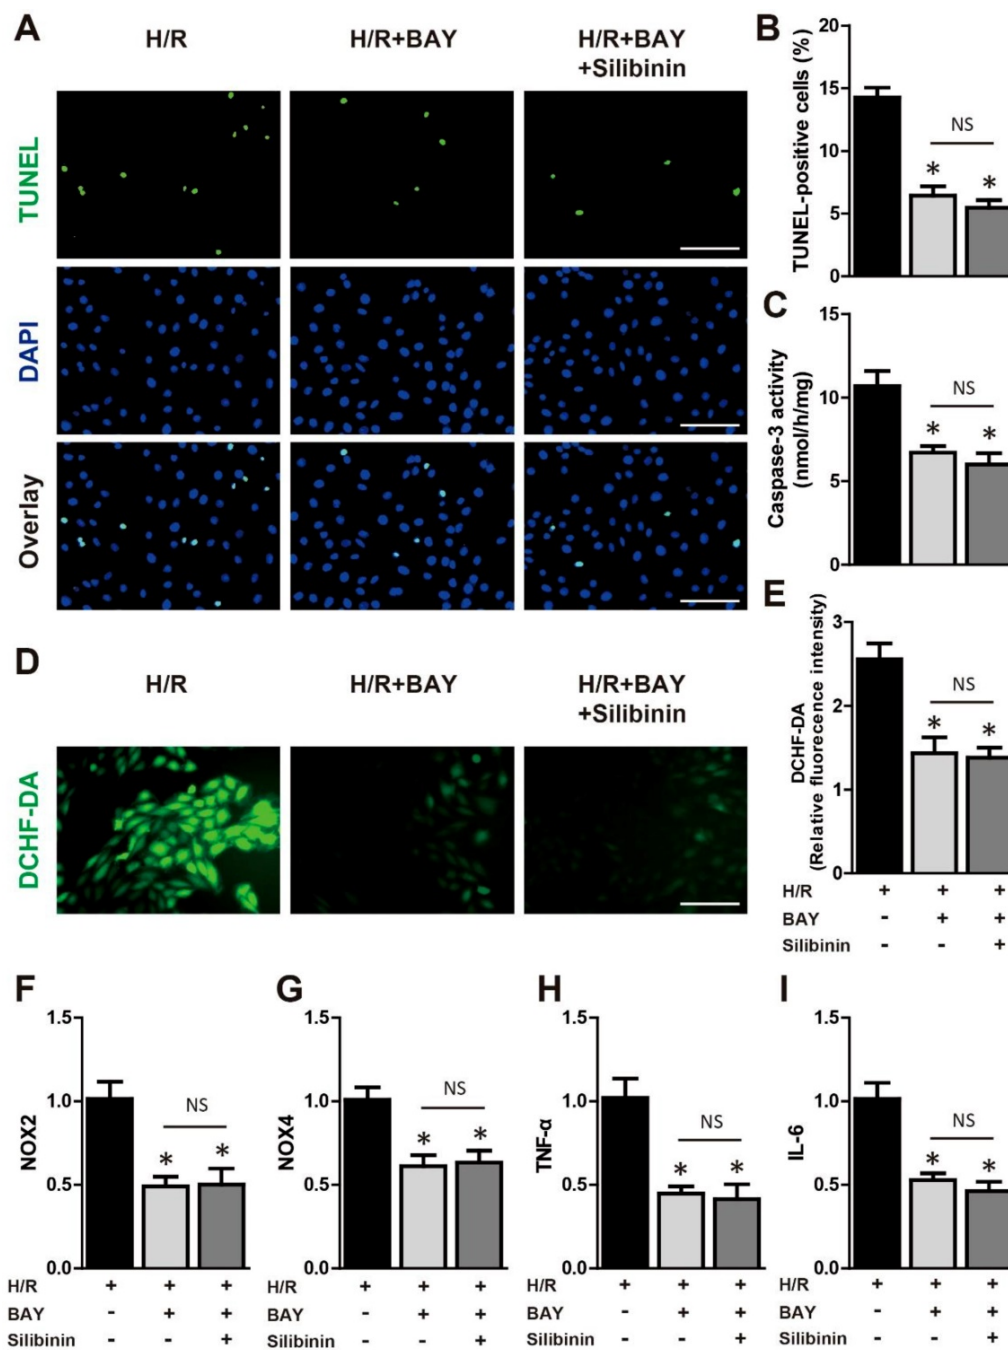 A
H/R
H/R+BAY
H/R+BAY
+Silibinin
TUNEL
DAPI
Overlay
B
TUNEL-positive cells (%)
20
15
10
5
0
NS
*
*
C
Caspase-3 activity
(nmol/h/mg)
15
10
5
0
NS
*
*
D
H/R
H/R+BAY
H/R+BAY
+Silibinin
DCHF-DA
E
DCHF-DA
(Relative fluorescence intensity)
3
2
1
0
NS
*
*
H/R + + +
BAY - + +
Silibinin - - +
F
NOX2
1.5
1.0
0.5
0.0
NS
*
*
H/R + + +
BAY - + +
Silibinin - - +
G
NOX4
1.5
1.0
0.5
0.0
NS
*
*
+ + +
- + +
- - +
H
TNF-α
1.5
1.0
0.5
0.0
NS
*
*
H/R + + +
BAY - + +
Silibinin - - +
I
IL-6
1.5
1.0
0.5
0.0
NS
*
*
H/R + + +
BAY - + +
Silibinin - - +